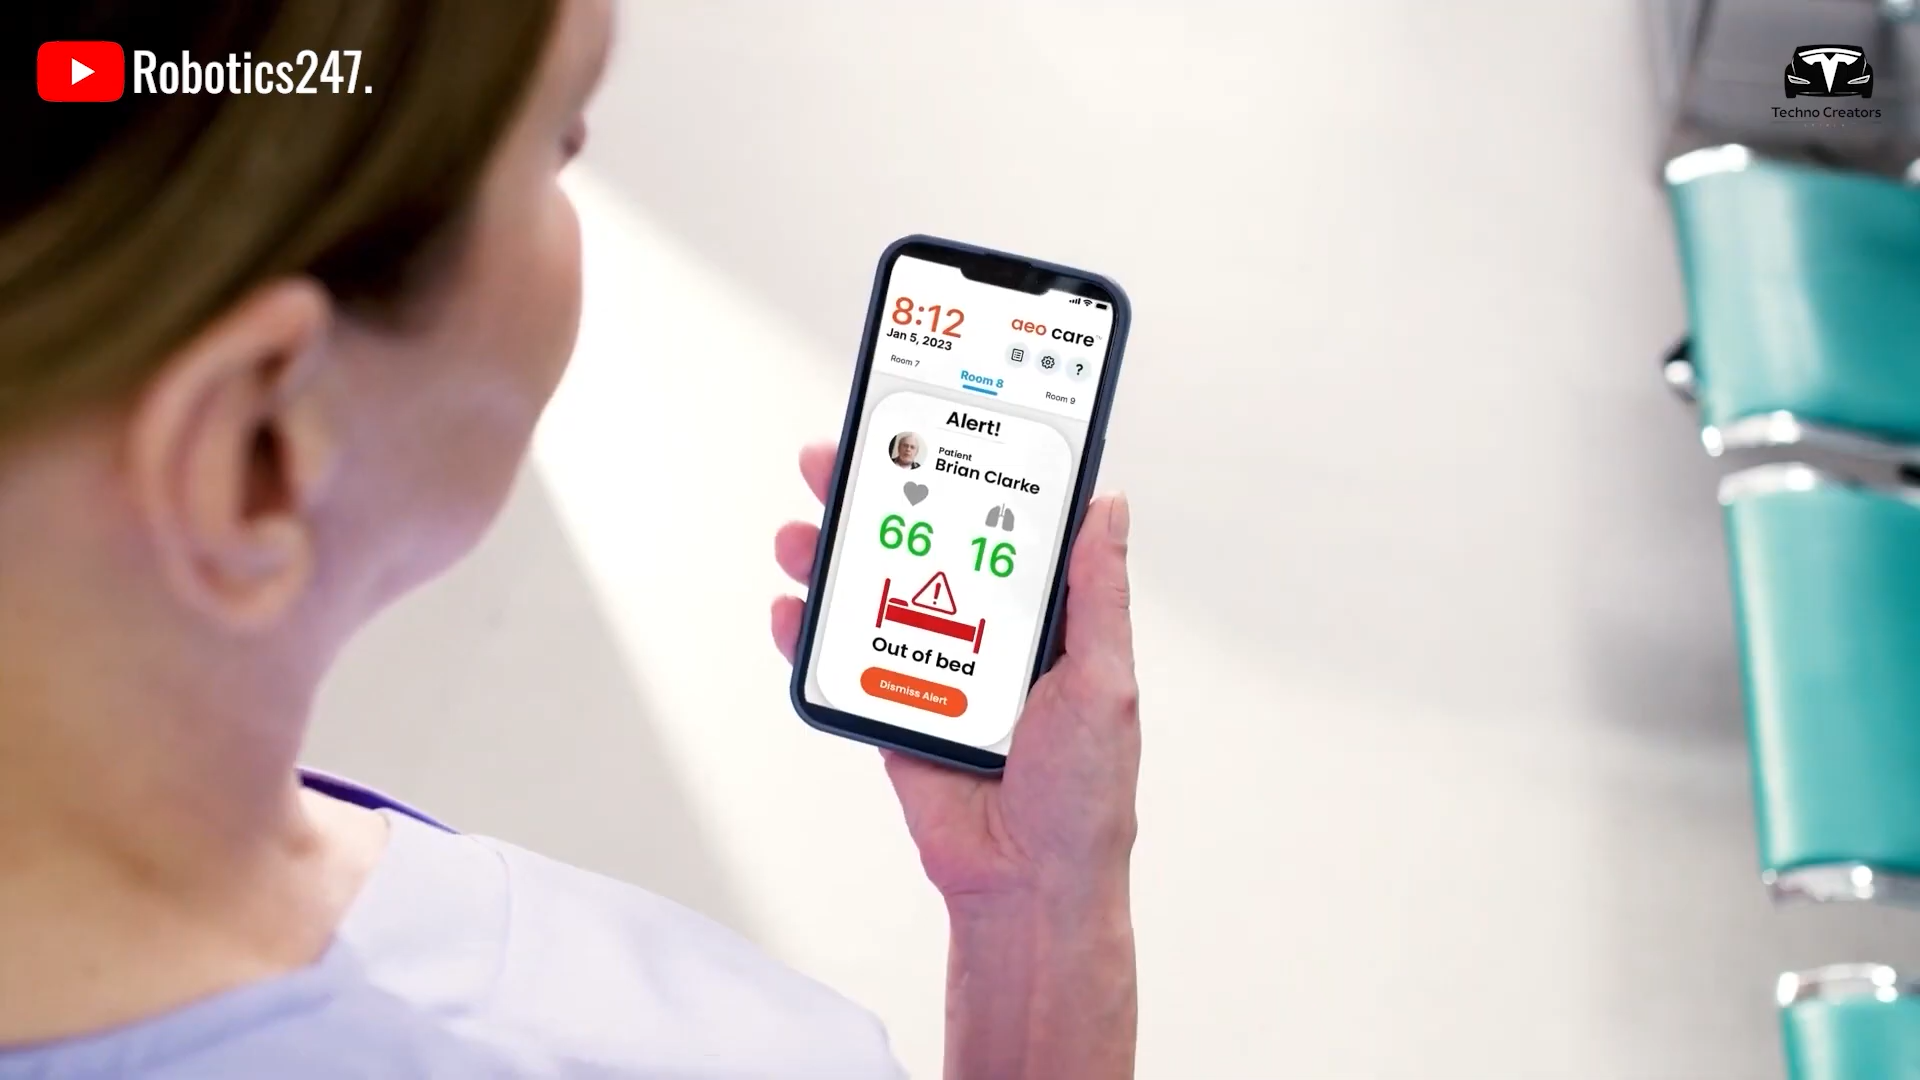 Robotics247.
Techno Creators
8:12
Jan 5, 2023
aeo care™
?
Room 7
Room 8
Room 9
Alert!
Patient
Brian Clarke
66
16
!
Out of bed
Dismiss Alert